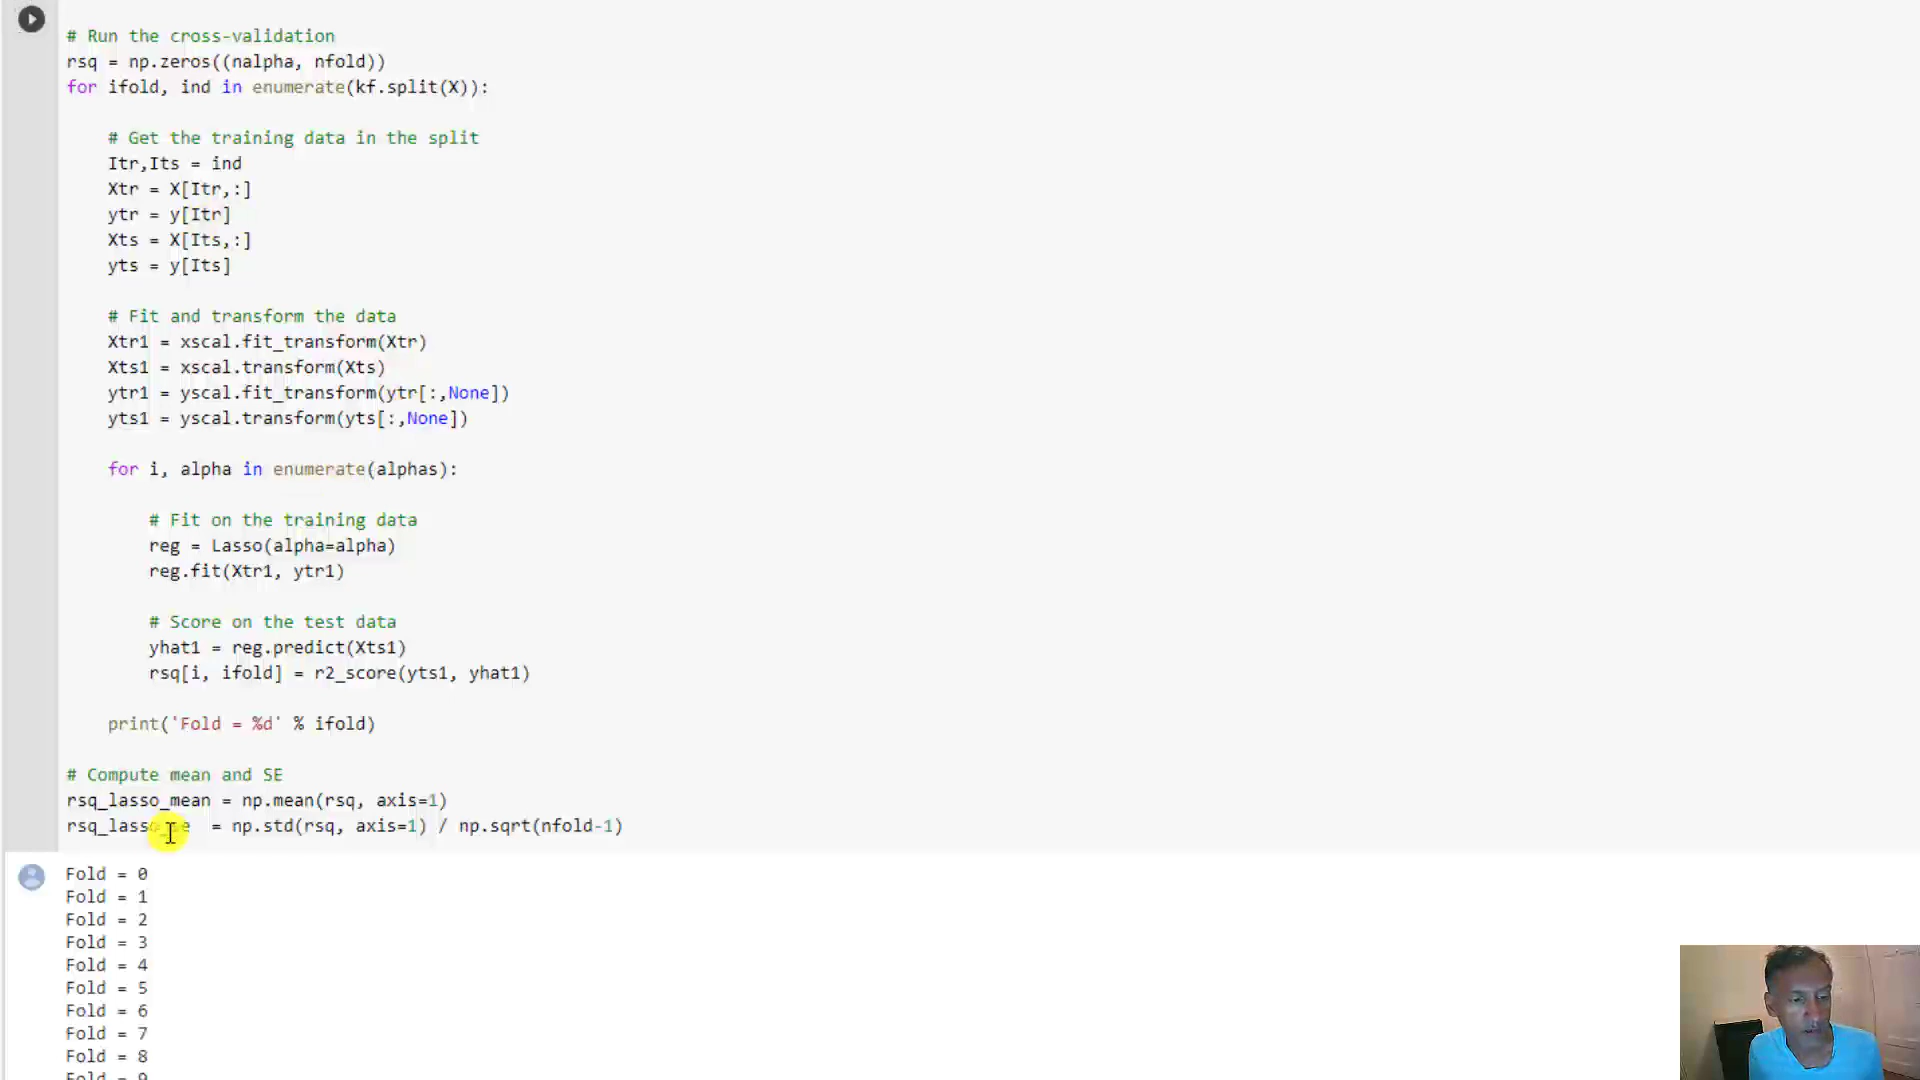 # Run the cross-validation
rsq = np.zeros((nalpha, nfold))
for ifold, ind in enumerate(kf.split(X)):
# Get the training data in the split
Itr,Its = ind
Xtr = X[Itr,:]
ytr = y[Itr]
Xts = X[Its,:]
yts = y[Its]
# Fit and transform the data
Xtr1 = xscal.fit_transform(Xtr)
Xts1 = xscal.transform(Xts)
ytr1 = yscal.fit_transform(ytr[:,None])
yts1 = yscal.transform(yts[:,None])
for i, alpha in enumerate(alphas):
# Fit on the training data
reg = Lasso(alpha=alpha)
reg.fit(Xtr1, ytr1)
# Score on the test data
yhat1 = reg.predict(Xts1)
rsq[i, ifold] = r2_score(yts1, yhat1)
print('Fold = %d' % ifold)
# Compute mean and SE
rsq_lasso_mean = np.mean(rsq, axis=1)
rsq_lasso_se  = np.std(rsq, axis=1) / np.sqrt(nfold-1)
Fold = 0
Fold = 1
Fold = 2
Fold = 3
Fold = 4
Fold = 5
Fold = 6
Fold = 7
Fold = 8
Fold = 9